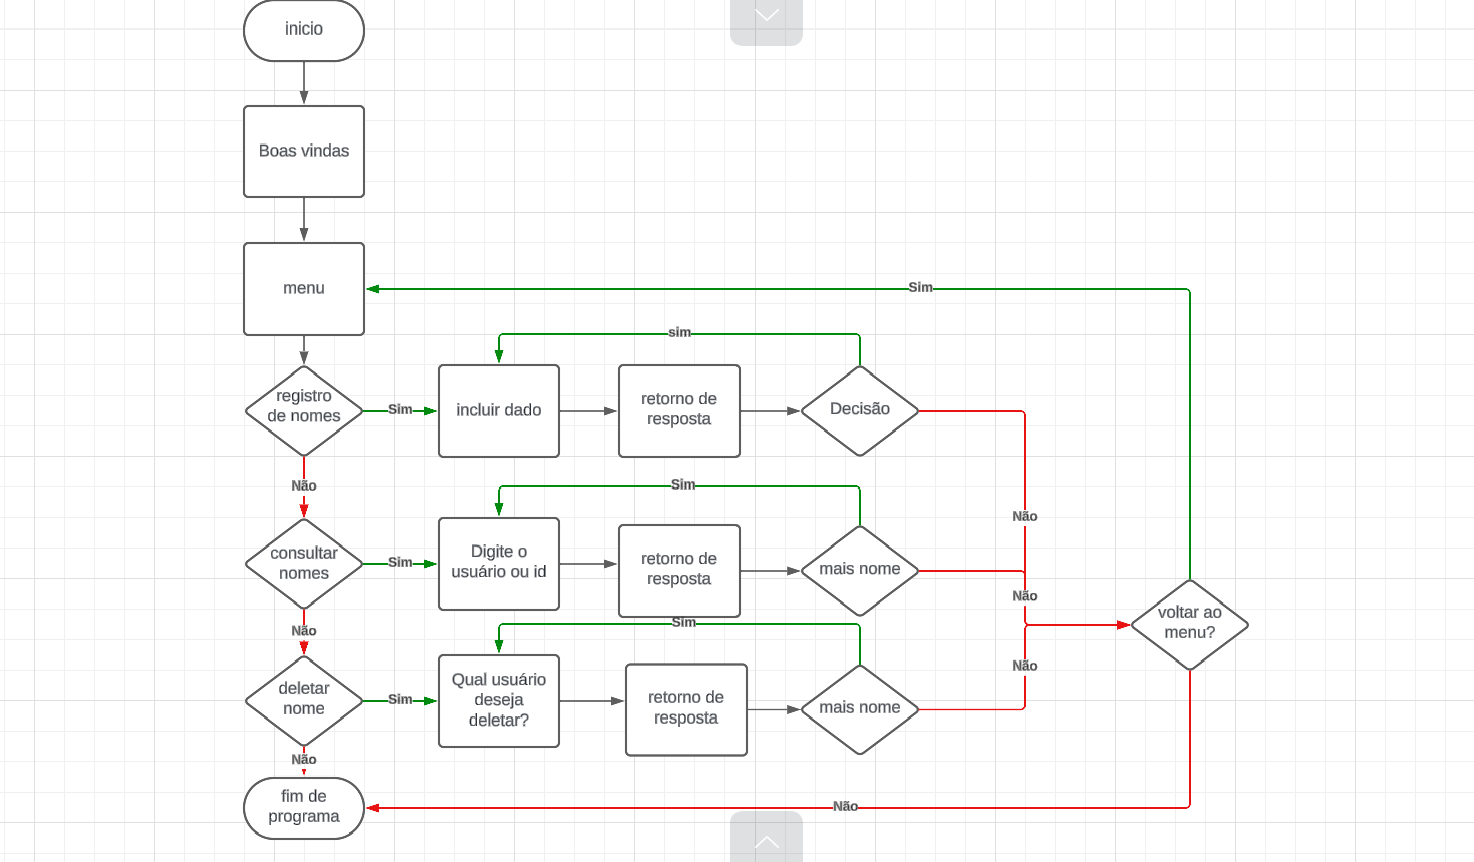 inicio
Boas vindas
menu
Sim
sim
registro
de nomes
Sim
incluir dado
retorno de
resposta
Decisão
Não
Sim
Não
consultar
nomes
Sim
Digite o
usuário ou id
retorno de
resposta
mais nome
Não
voltar ao
menu?
Não
Sim
Não
deletar
nome
Sim
Qual usuário
deseja
deletar?
retorno de
resposta
mais nome
Não
fim de
programa
Não